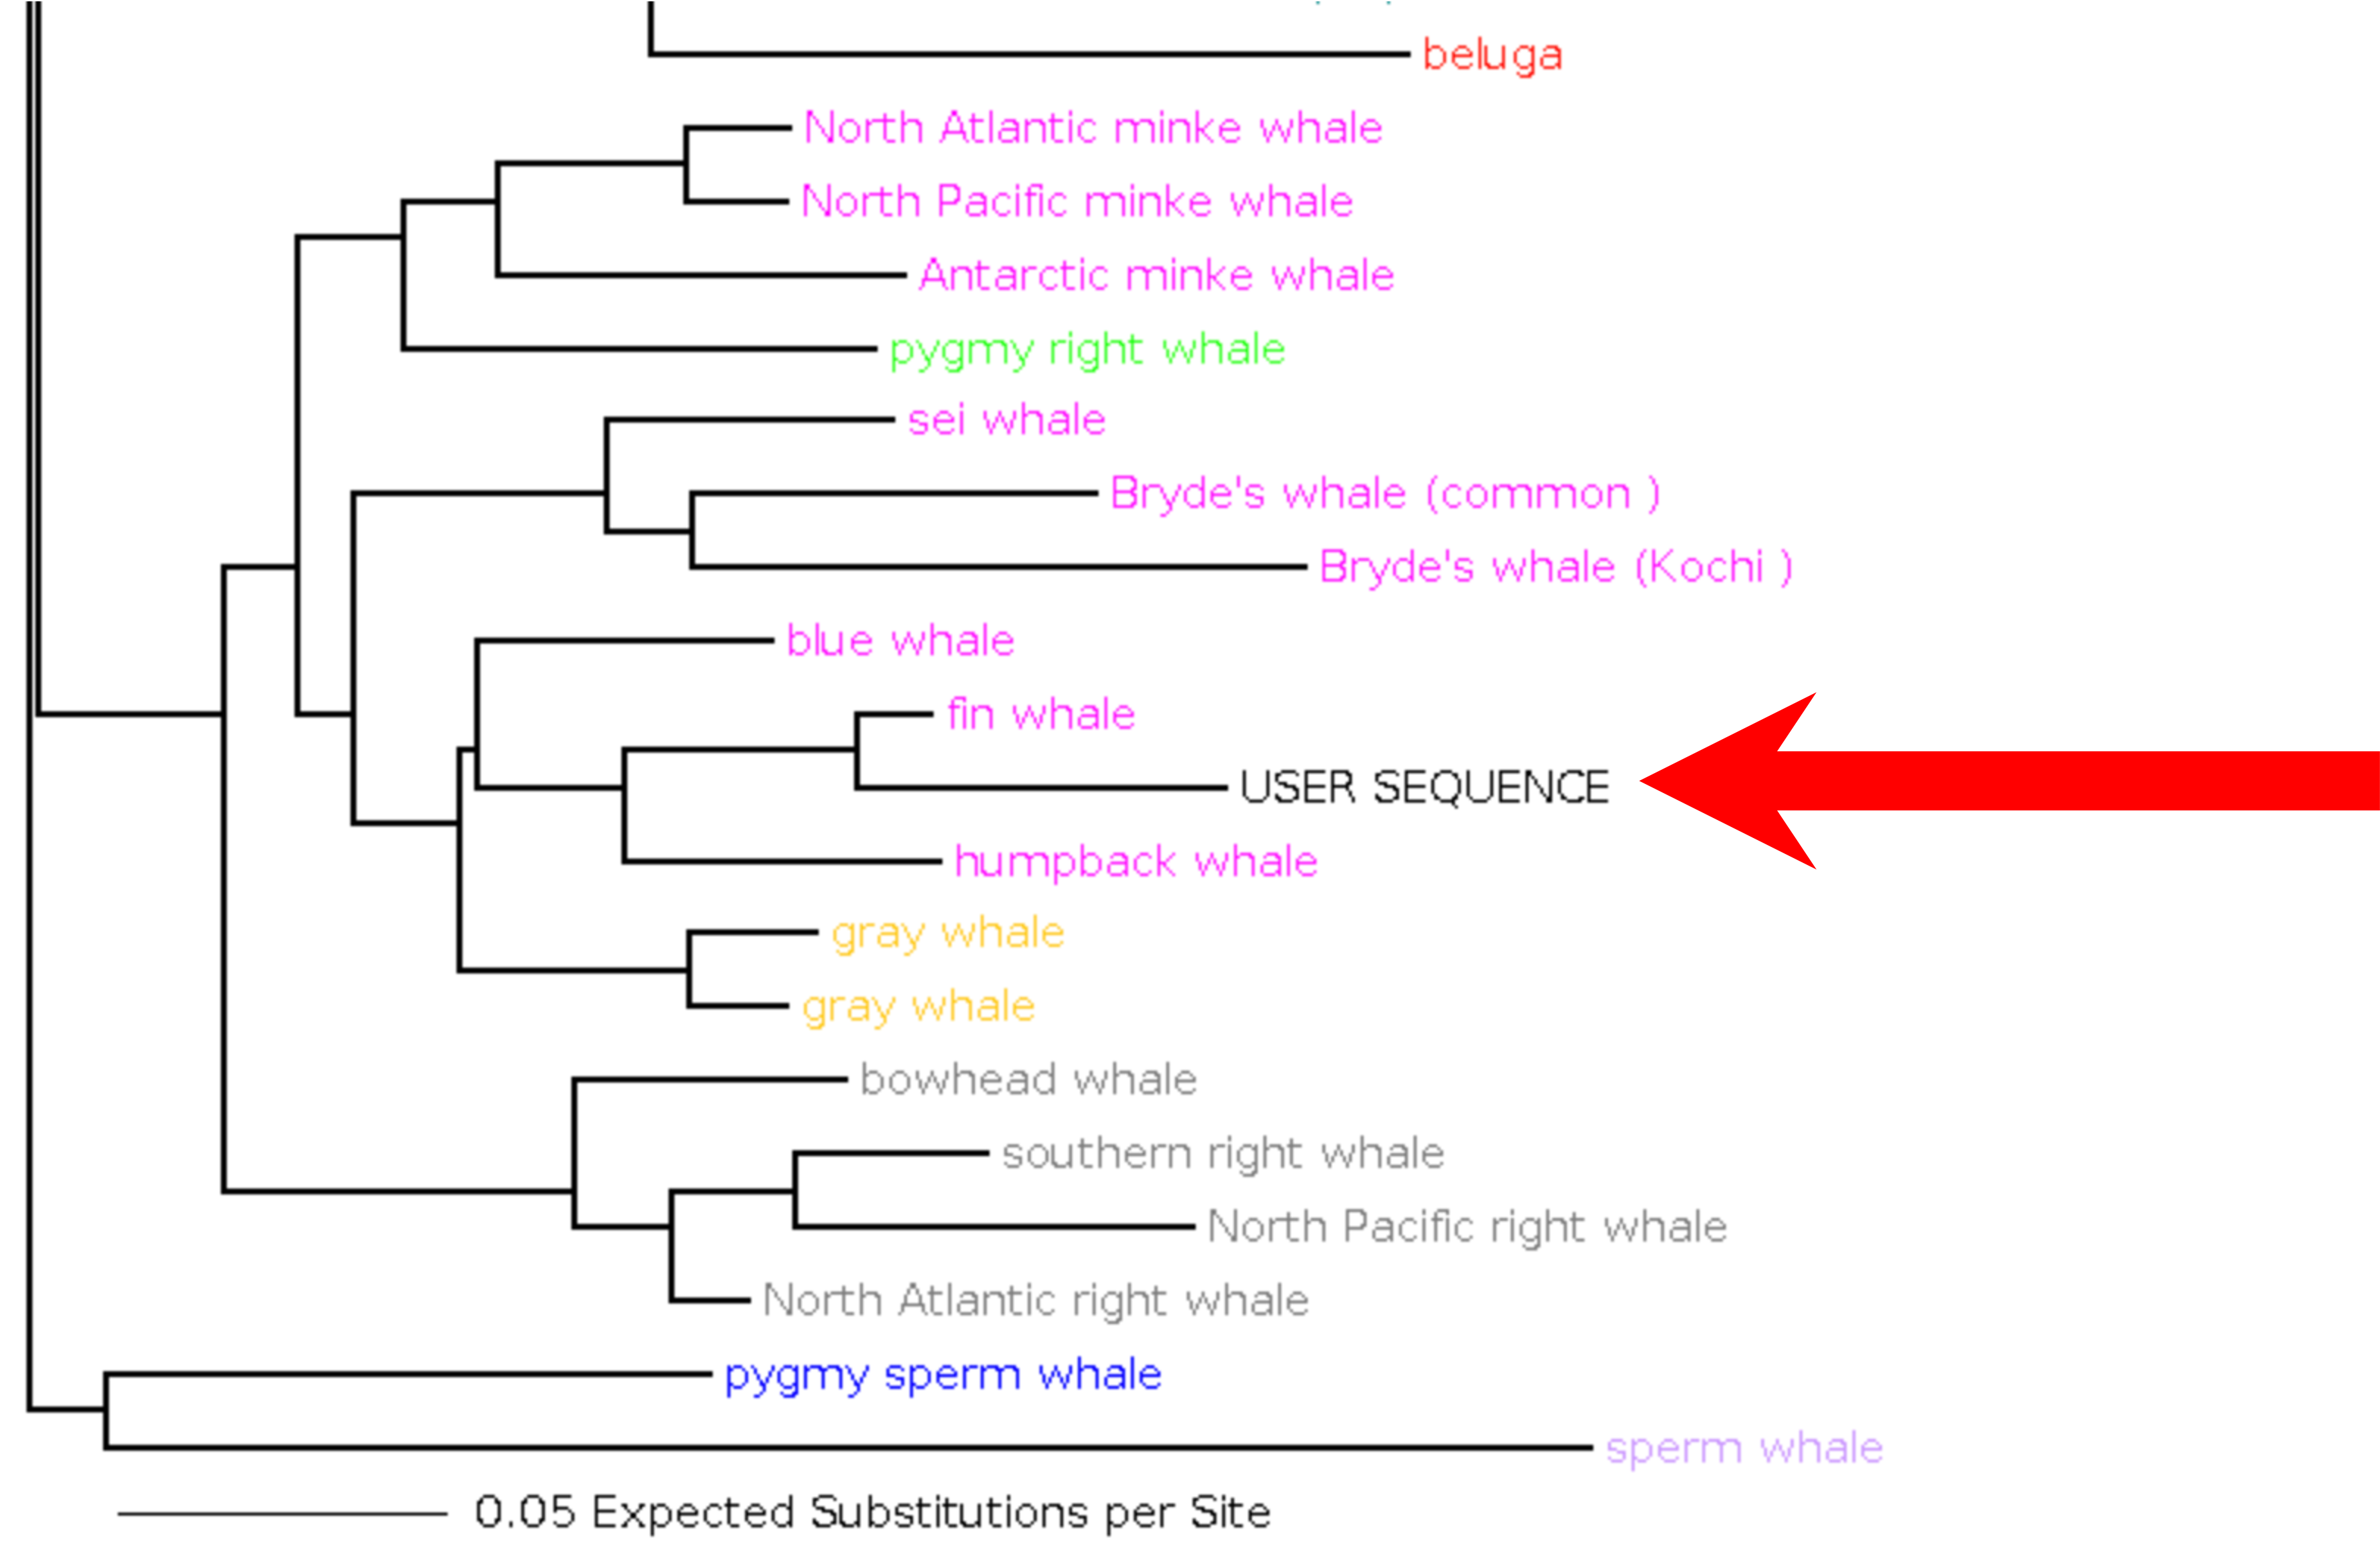 beluga
North Atlantic minke whale
North Pacific minke whale
Antarctic minke whale
pygmy right whale
sei whale
Bryde's whale (common )
Bryde's whale (Kochi )
blue whale
fin whale
USER SEQUENCE
humpback whale
gray whale
gray whale
bowhead whale
southern right whale
North Pacific right whale
North Atlantic right whale
pygmy sperm whale
sperm whale
0.05 Expected Substitutions per Site